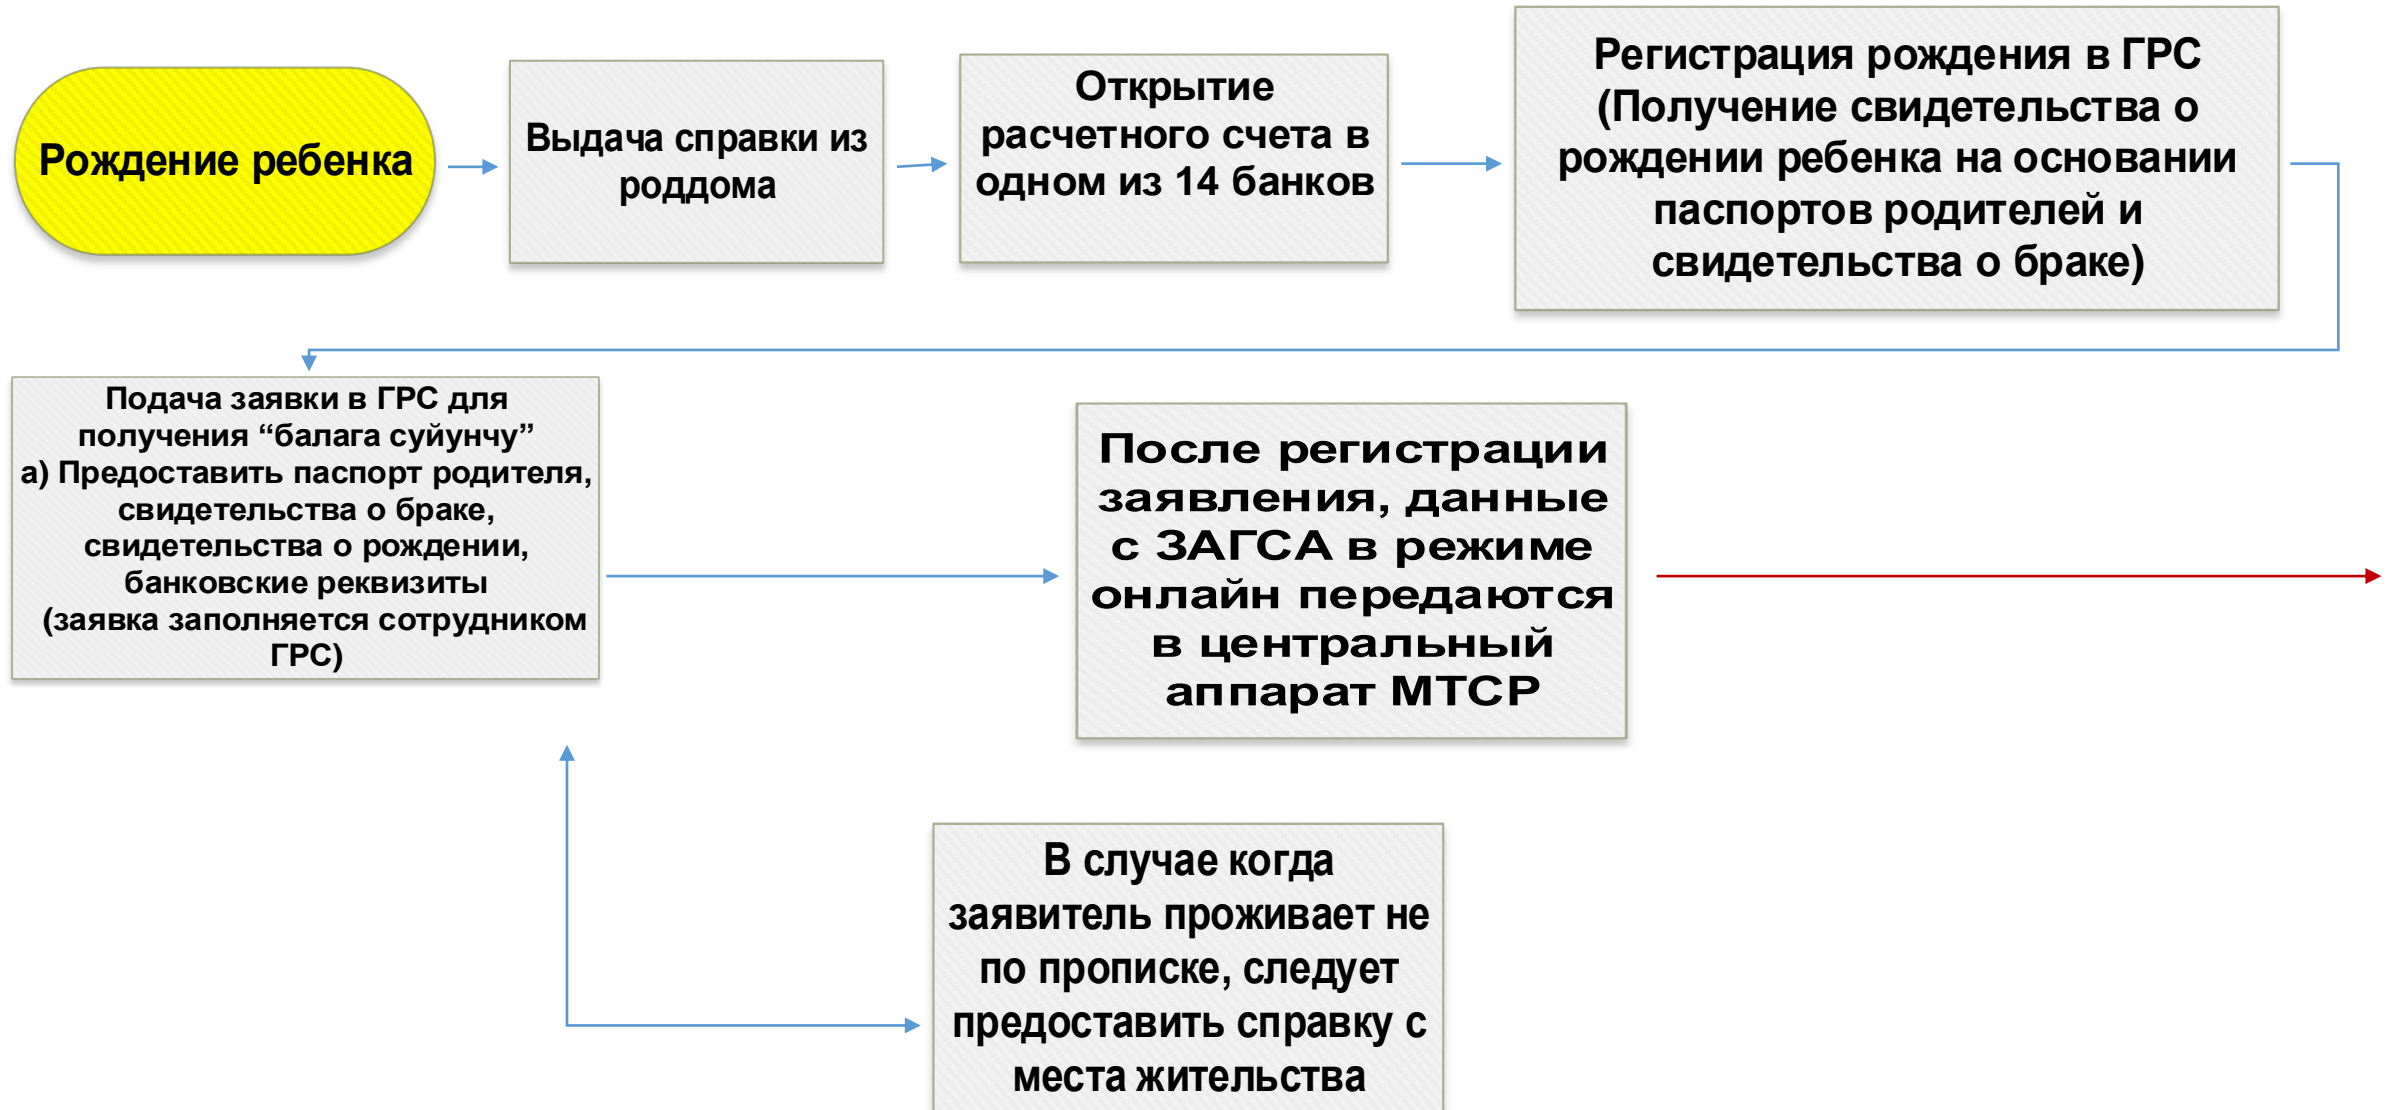 Рождение ребенка
Выдача справки из
роддома
Открытие
расчетного счета в
одном из 14 банков
Регистрация рождения в ГРС
(Получение свидетельства о
рождении ребенка на основании
паспортов родителей и
свидетельства о браке)
Подача заявки в ГРС для
получения “балага суйунчу”
а) Предоставить паспорт родителя,
свидетельства о браке,
свидетельства о рождении,
банковские реквизиты
(заявка заполняется сотрудником
ГРС)
После регистрации
заявления, данные
с ЗАГСА в режиме
онлайн передаются
в центральный
аппарат МТСР
В случае когда
заявитель проживает не
по прописке, следует
предоставить справку с
места жительства